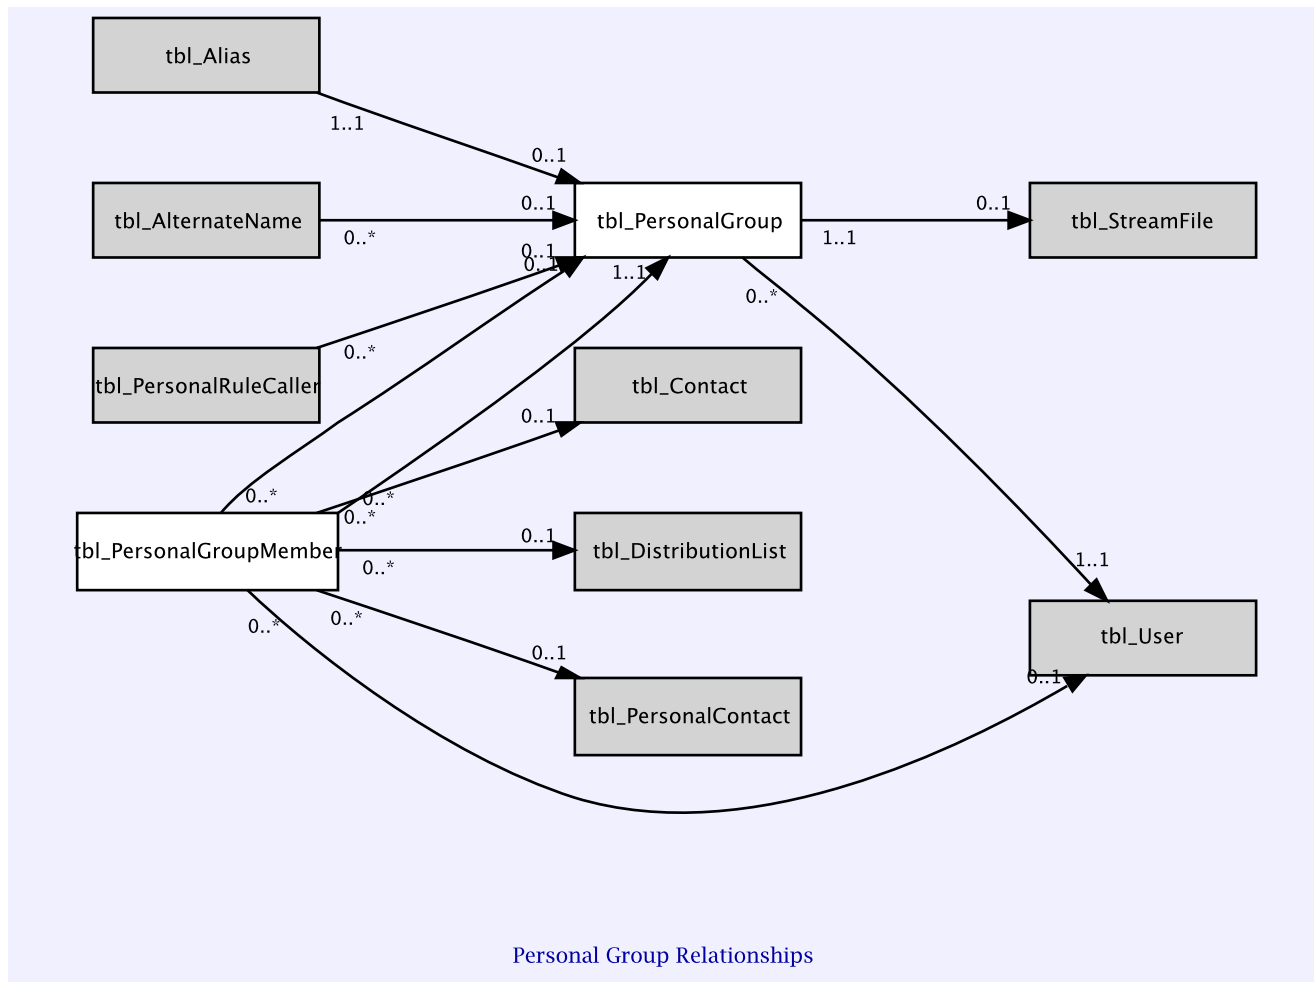 tbl_Alias
1..1
0..1
tbl_AlternateName
0..*
0..1
tbl_PersonalGroup
1..1
0..1
tbl_StreamFile
0..1
0..1
1..1
0..*
tbl_PersonalRuleCaller
0..*
tbl_Contact
0..1
0..*
0..*
0..*
tbl_PersonalGroupMember
0..*
0..1
tbl_DistributionList
1..1
tbl_User
0..1
0..*
0..*
0..1
tbl_PersonalContact
Personal Group Relationships